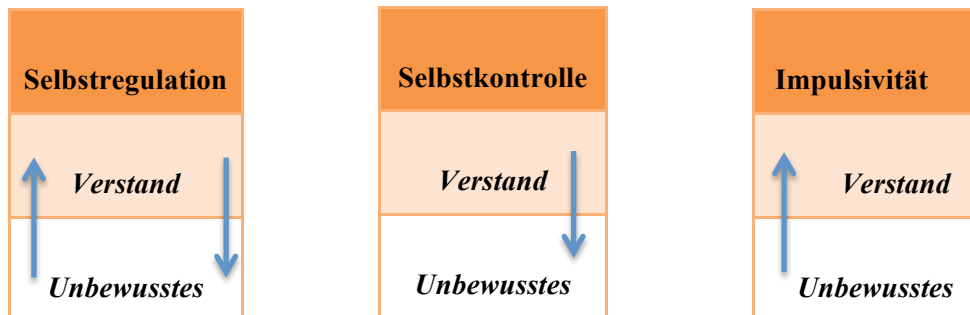 Selbstregulation
Verstand
Unbewusstes
Selbstkontrolle
Verstand
Unbewusstes
Impulsivität
Verstand
Unbewusstes